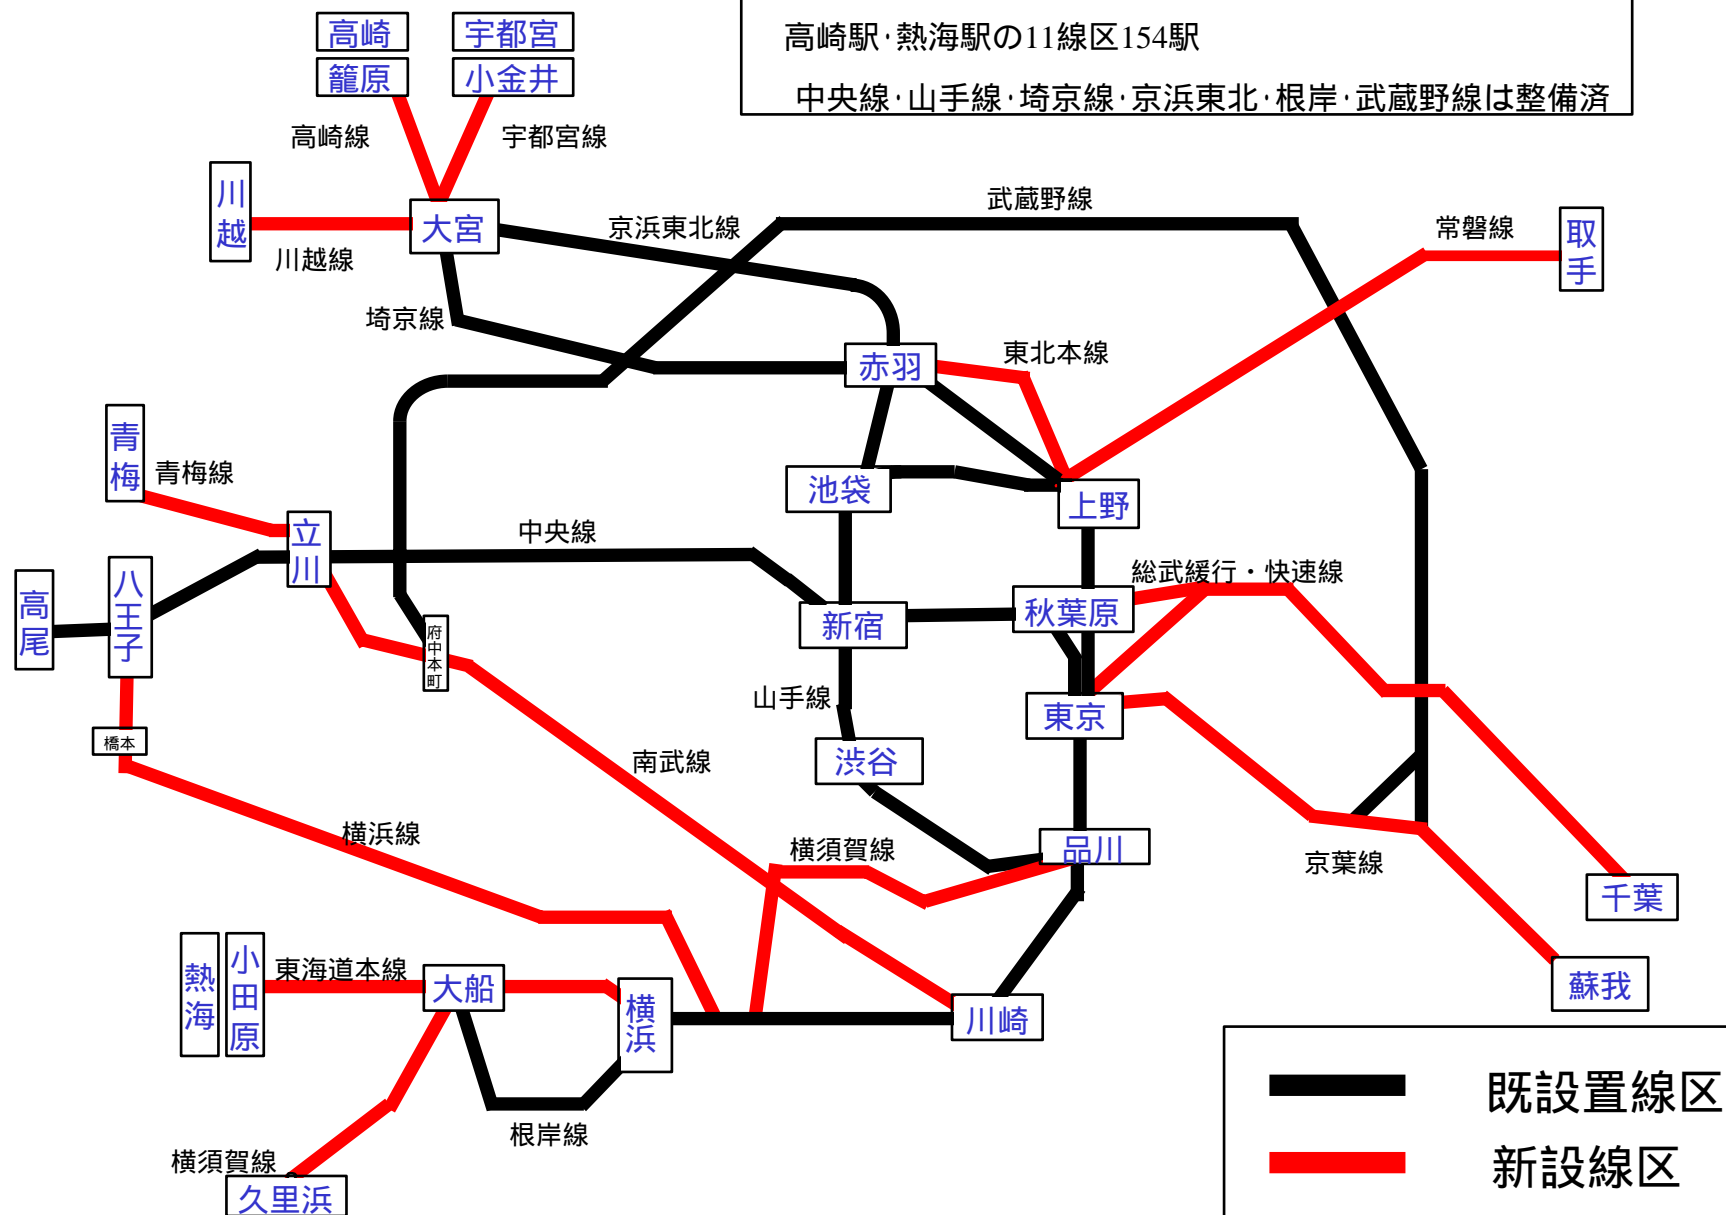 高崎駅・熱海駅の11線区154駅
中央線・山手線・埼京線・京浜東北・根岸・武蔵野線は整備済
高崎
宇都宮
籠原
小金井
高崎線
宇都宮線
川越
大宮
京浜東北線
武蔵野線
常磐線
取手
川越線
埼京線
赤羽
東北本線
青梅
青梅線
池袋
上野
立川
中央線
総武緩行・快速線
高尾
八王子
新宿
秋葉原
府中本町
山手線
東京
橋本
南武線
渋谷
横浜線
横須賀線
品川
京葉線
千葉
熱海
小田原
東海道本線
大船
横浜
川崎
蘇我
根岸線
横須賀線
久里浜
既設置線区
新設線区